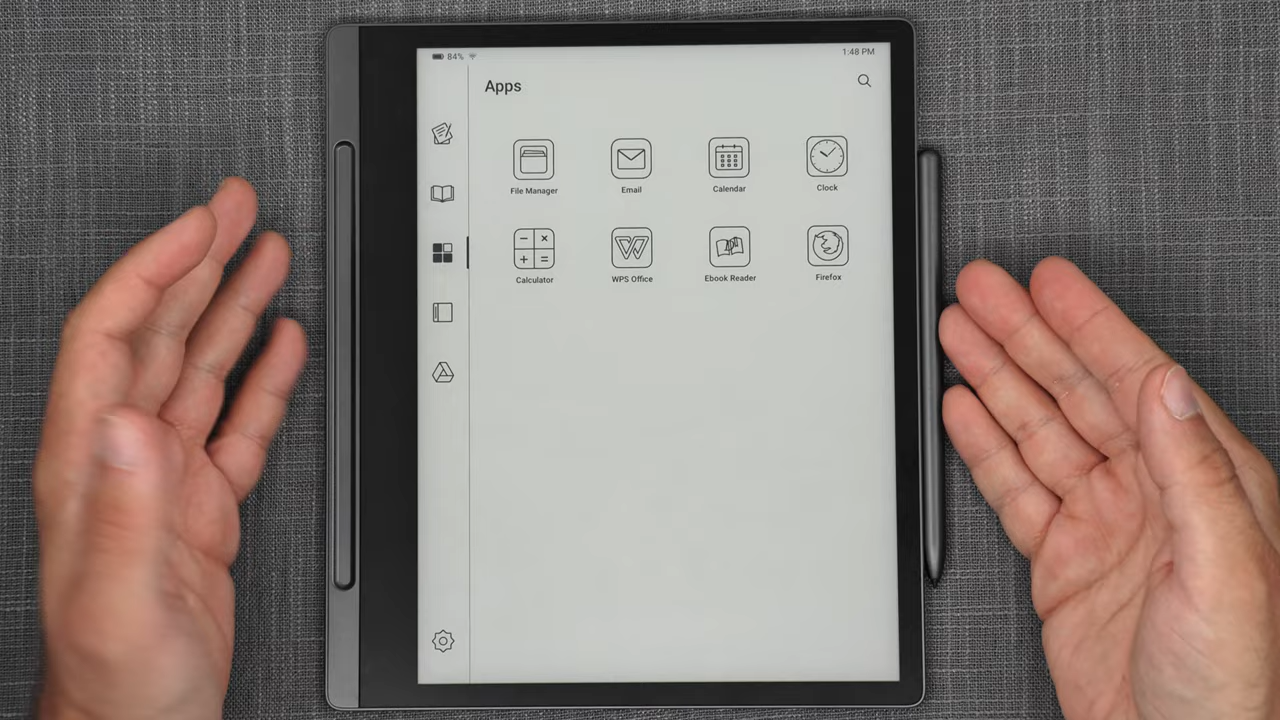 84%
1:48 PM
Apps
File Manager
Email
Calendar
Clock
Calculator
WPS Office
Ebook Reader
Firefox